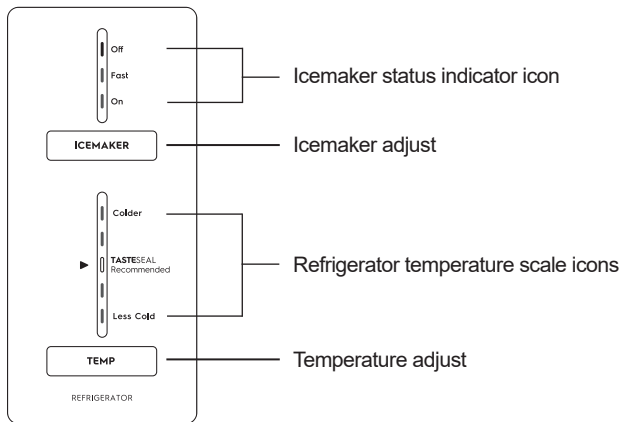 Off
Fast
On
Icemaker status indicator icon
ICEMAKER
Icemaker adjust
Colder
TASTESEAL
Recommended
Refrigerator temperature scale icons
Less Cold
TEMP
Temperature adjust
REFRIGERATOR